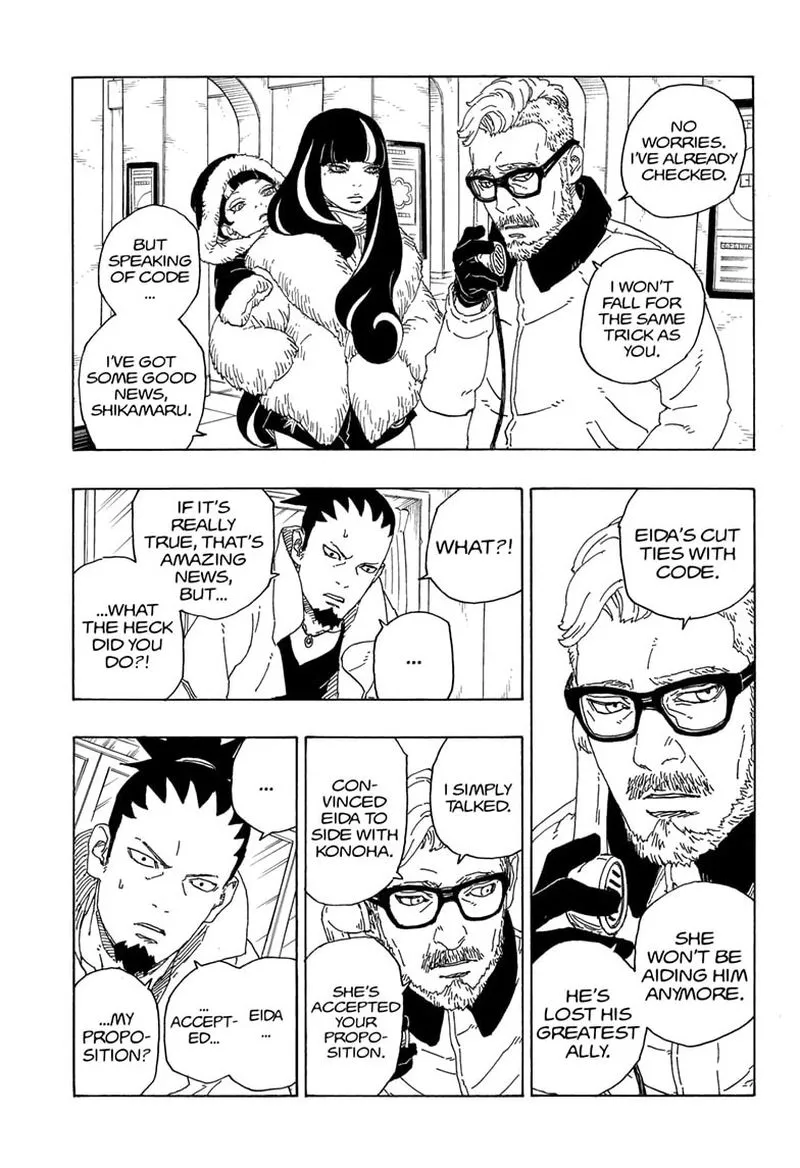 NO
WORRIES.
I'VE ALREADY
CHECKED.
I WON'T
FALL FOR
THE SAME
TRICK AS
YOU.
BUT
SPEAKING
OF CODE
...
I'VE GOT
SOME GOOD
NEWS,
SHIKAMARU.
EIDA'S CUT
TIES WITH
CODE.
SHE
WON'T BE
AIDING HIM
ANYMORE.
HE'S
LOST HIS
GREATEST
ALLY.
WHAT?!
...
IF IT'S
REALLY
TRUE, THAT'S
AMAZING
NEWS,
BUT...
...WHAT
THE HECK
DID YOU
DO?!
I SIMPLY
TALKED.
CON-
VINCED
EIDA TO
SIDE WITH
KONOHA.
SHE'S
ACCEPTED
YOUR
PROPO-
SITION.
...
EIDA
...
...
ACCEPT-
ED...
...MY
PROPO-
SITION?